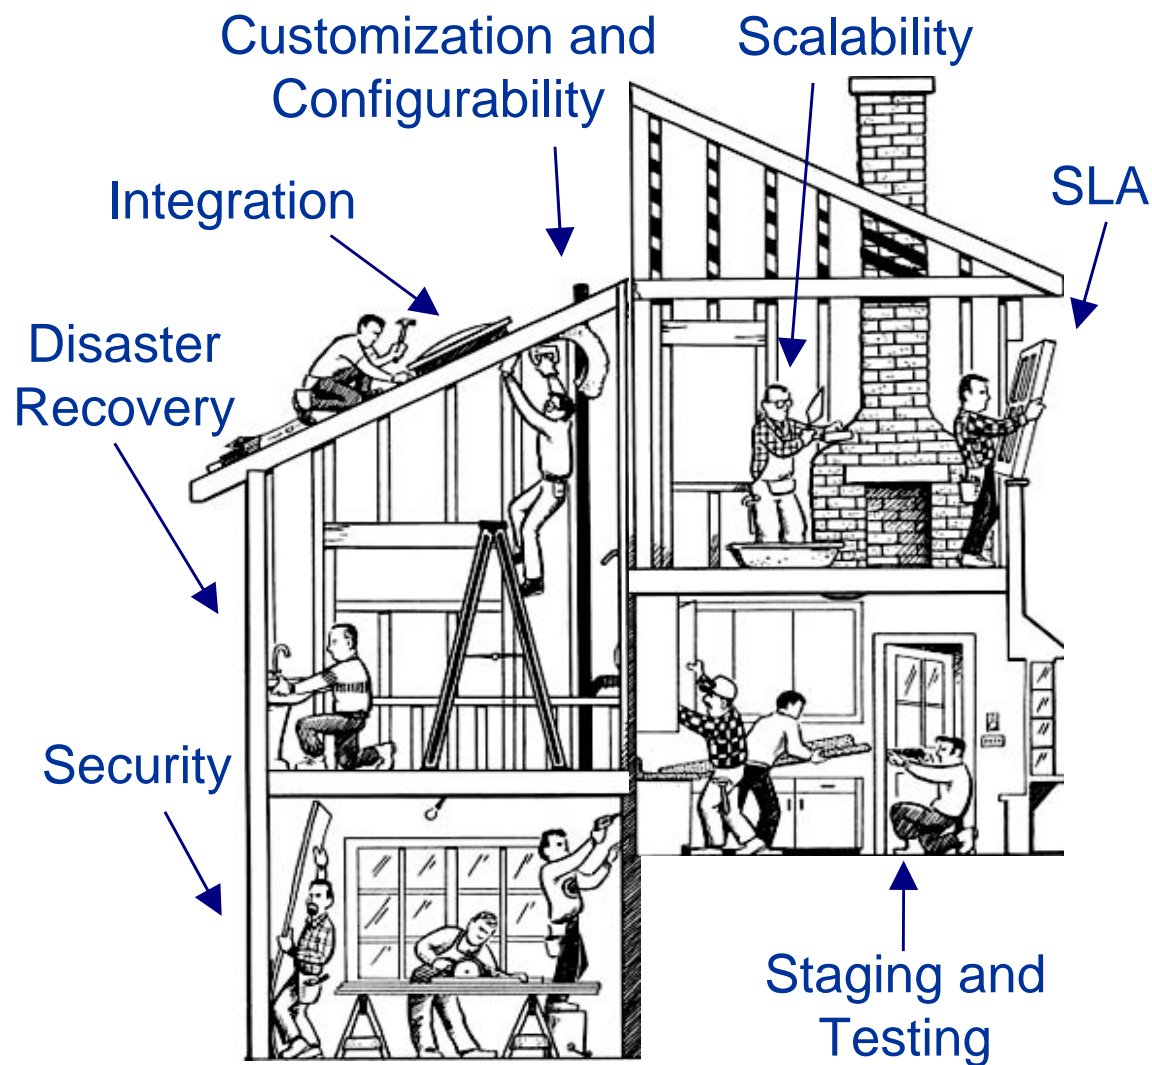 Customization and
Configurability
Scalability
Integration
SLA
Disaster
Recovery
Security
Staging and
Testing